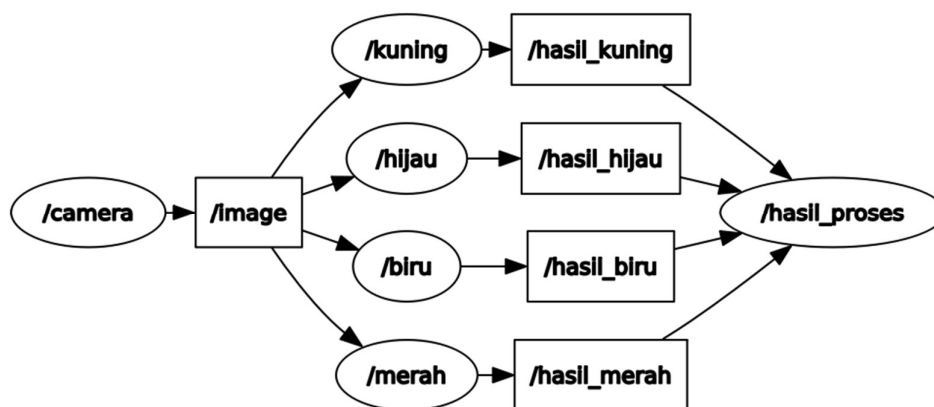 /kuning
/hasil_kuning
/hijau
/hasil_hijau
/camera
/image
/hasil_proses
/biru
/hasil_biru
/merah
/hasil_merah